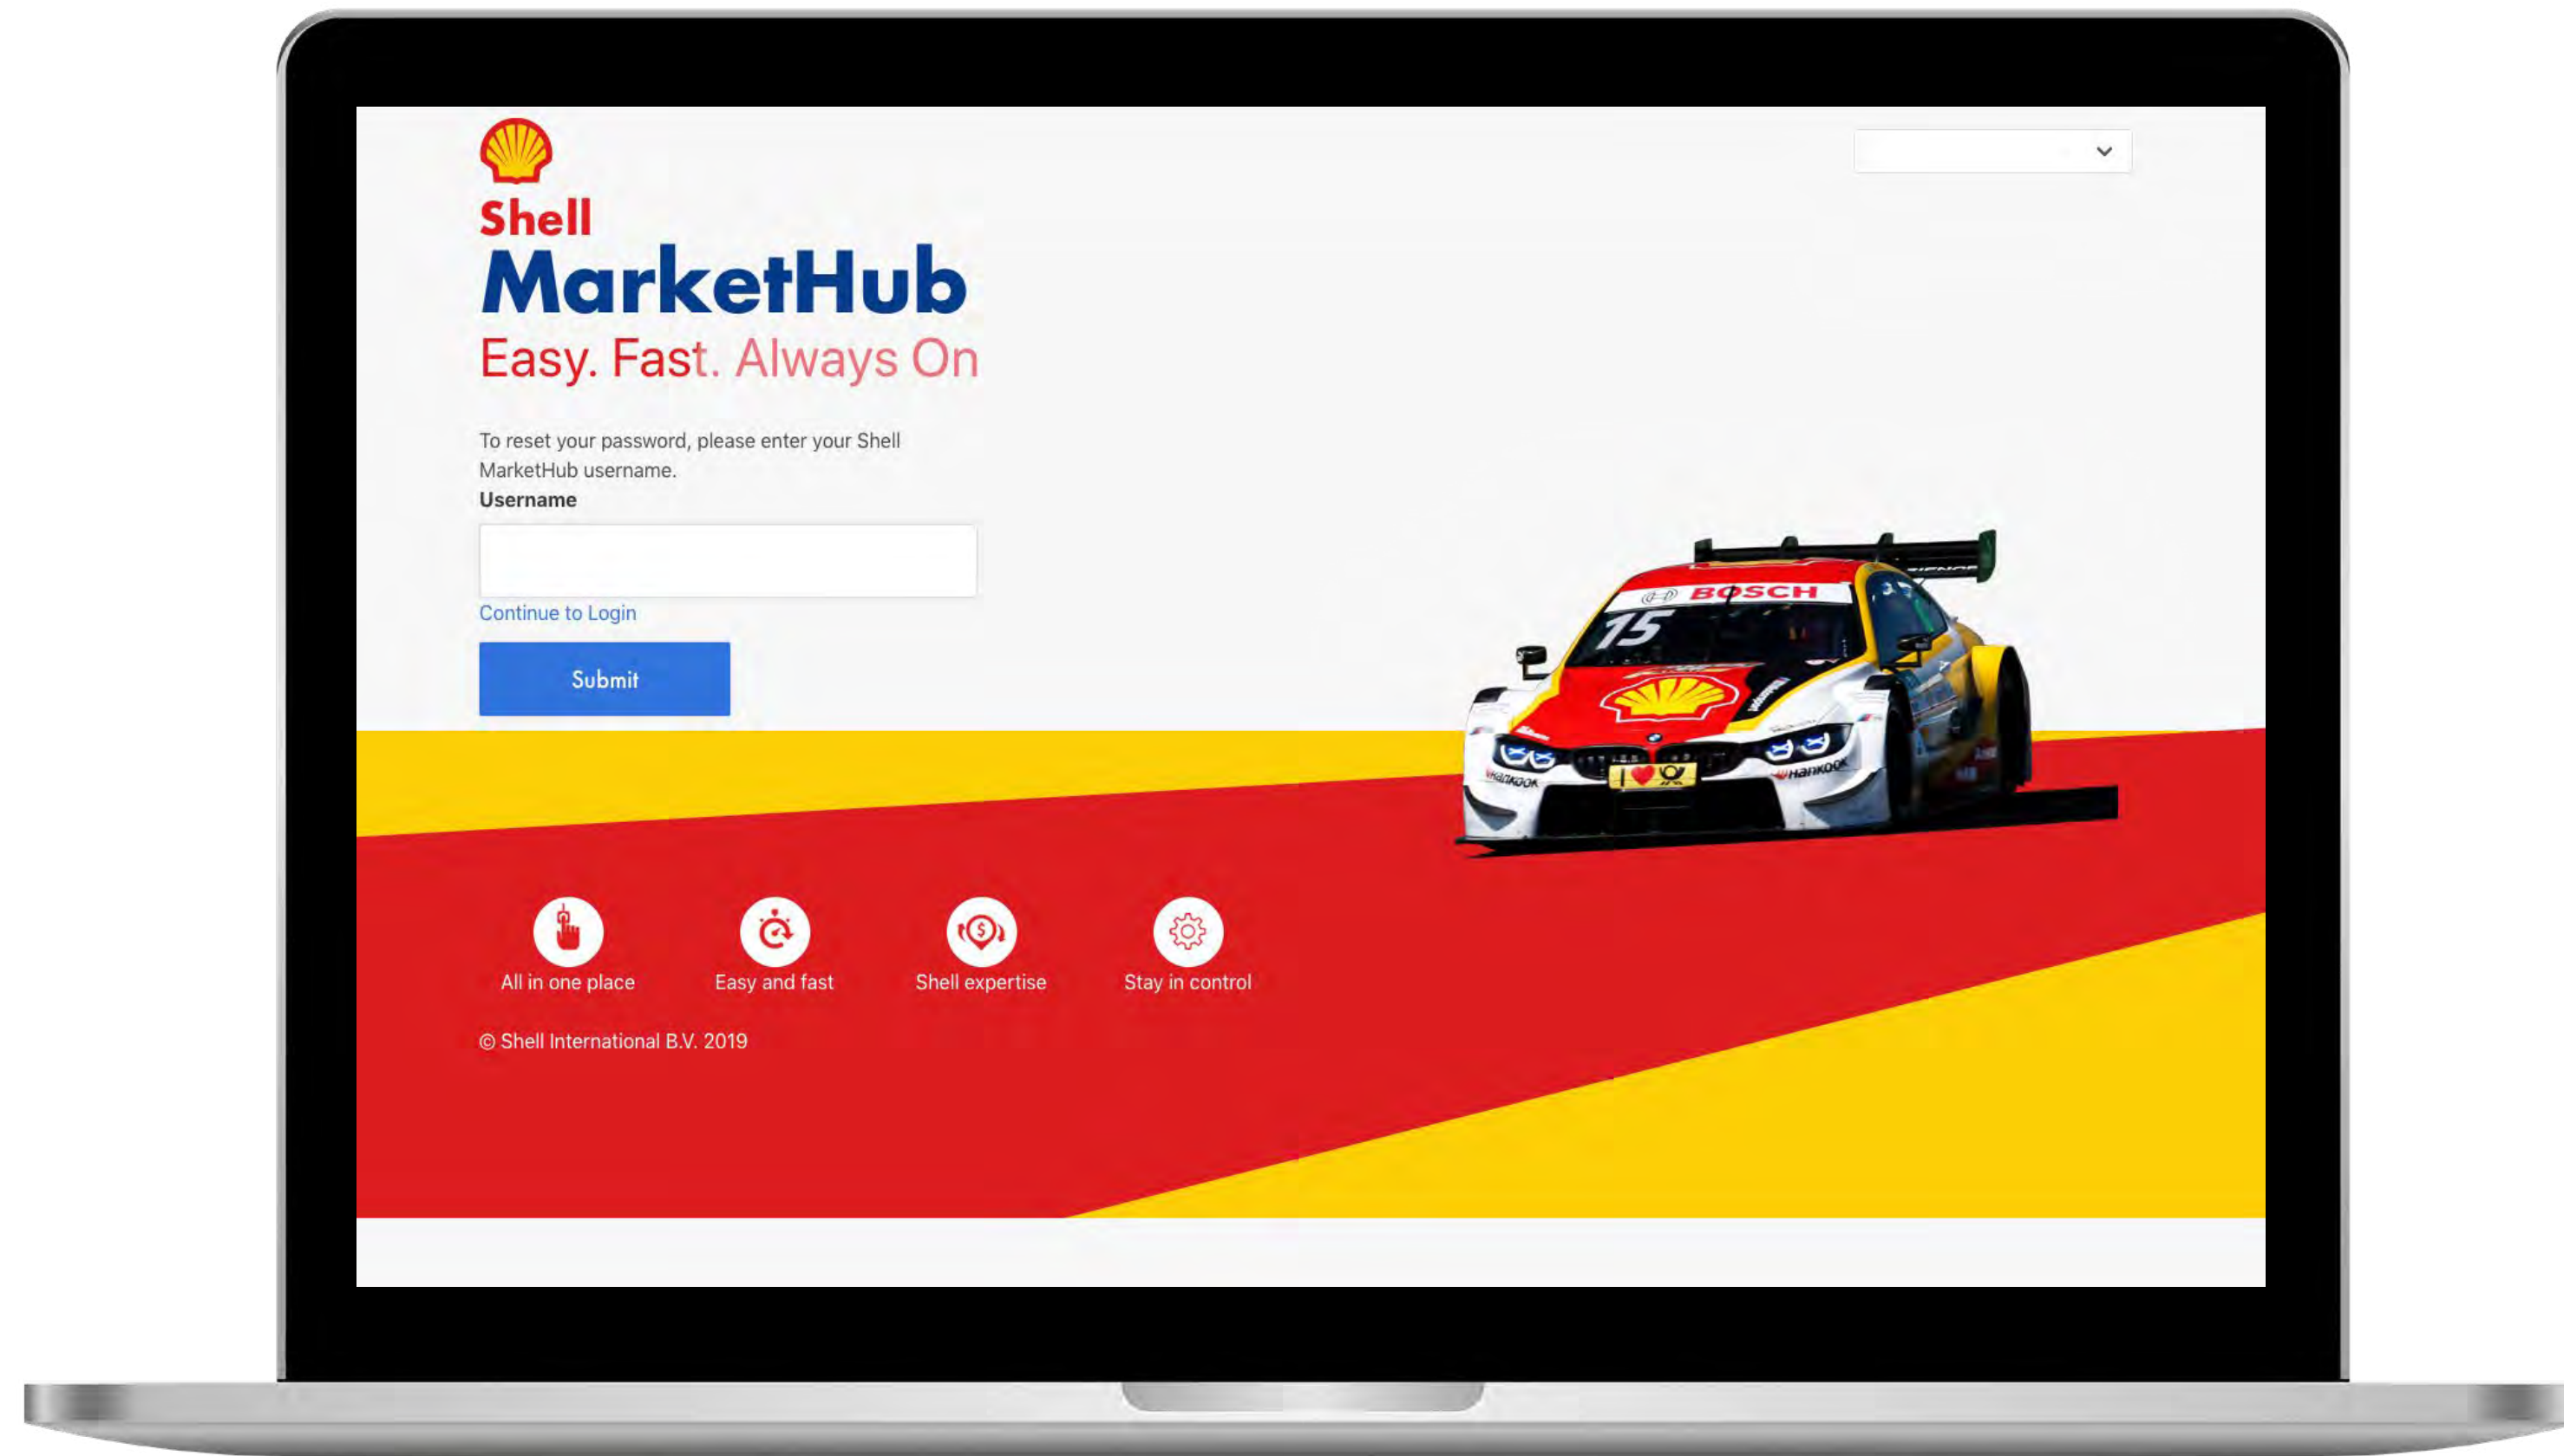 Shell
MarketHub
Easy. Fast. Always On
To reset your password, please enter your Shell
MarketHub username.
Username
Continue to Login
Submit
BOSCH
15
HANKOOK
HANKOOK
All in one place
Easy and fast
Shell expertise
Stay in control
© Shell International B.V. 2019